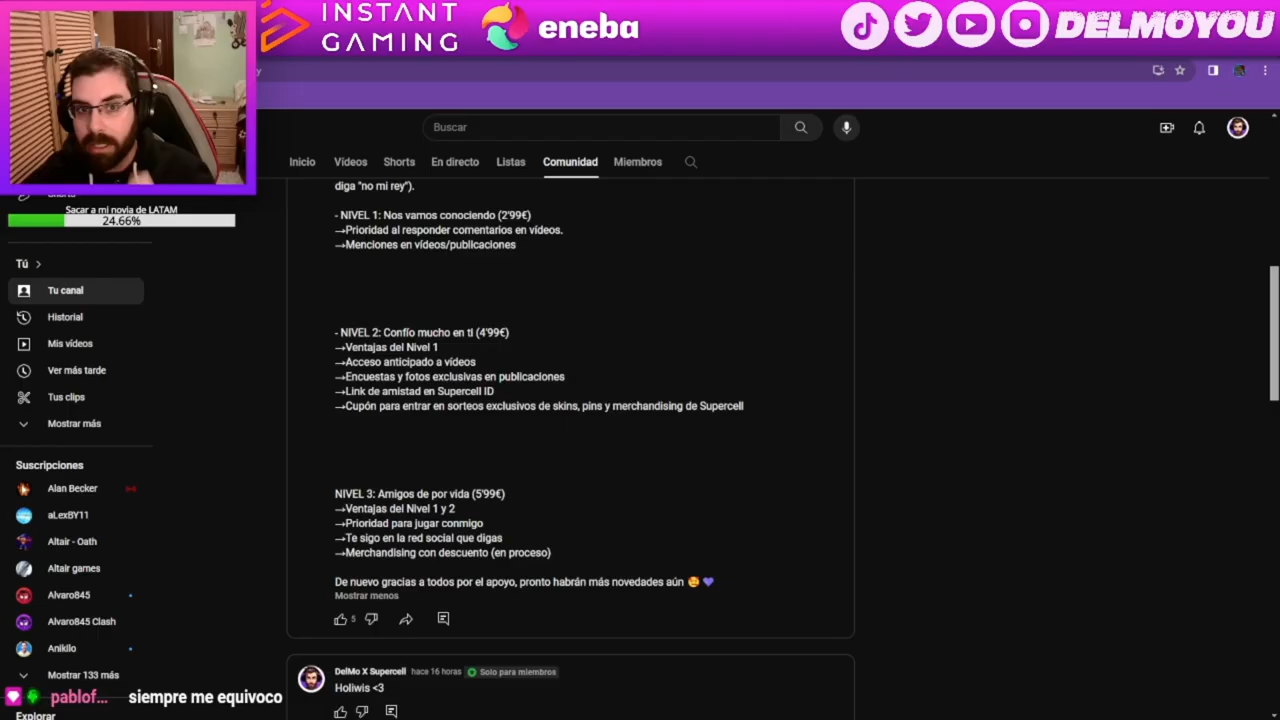 INSTANT GAMING
eneba
DELMOYOU
Buscar
Inicio
Vídeos
Shorts
En directo
Listas
Comunidad
Miembros
diga "no mi rey").
- NIVEL 1: Nos vamos conociendo (2'99€)
→Prioridad al responder comentarios en vídeos.
→Menciones en vídeos/publicaciones
- NIVEL 2: Confío mucho en ti (4'99€)
→Ventajas del Nivel 1
→Acceso anticipado a vídeos
→Encuestas y fotos exclusivas en publicaciones
→Link de amistad en Supercell ID
→Cupón para entrar en sorteos exclusivos de skins, pins y merchandising de Supercell
NIVEL 3: Amigos de por vida (5'99€)
→Ventajas del Nivel 1 y 2
→Prioridad para jugar conmigo
→Te sigo en la red social que digas
→Merchandising con descuento (en proceso)
De nuevo gracias a todos por el apoyo, pronto habrán más novedades aún 🥰 💜
Mostrar menos
5
DelMo X Supercell hace 16 horas Solo para miembros
Holiwis <3
Sacar a mi novia de LATAM
24.66%
Tú
Tu canal
Historial
Mis vídeos
Ver más tarde
Tus clips
Mostrar más
Suscripciones
Alan Becker
aLexBY11
Altair - Oath
Altair games
Alvaro845
Alvaro845 Clash
Anikilo
Mostrar 133 más
pablof... siempre me equivoco
Explorar